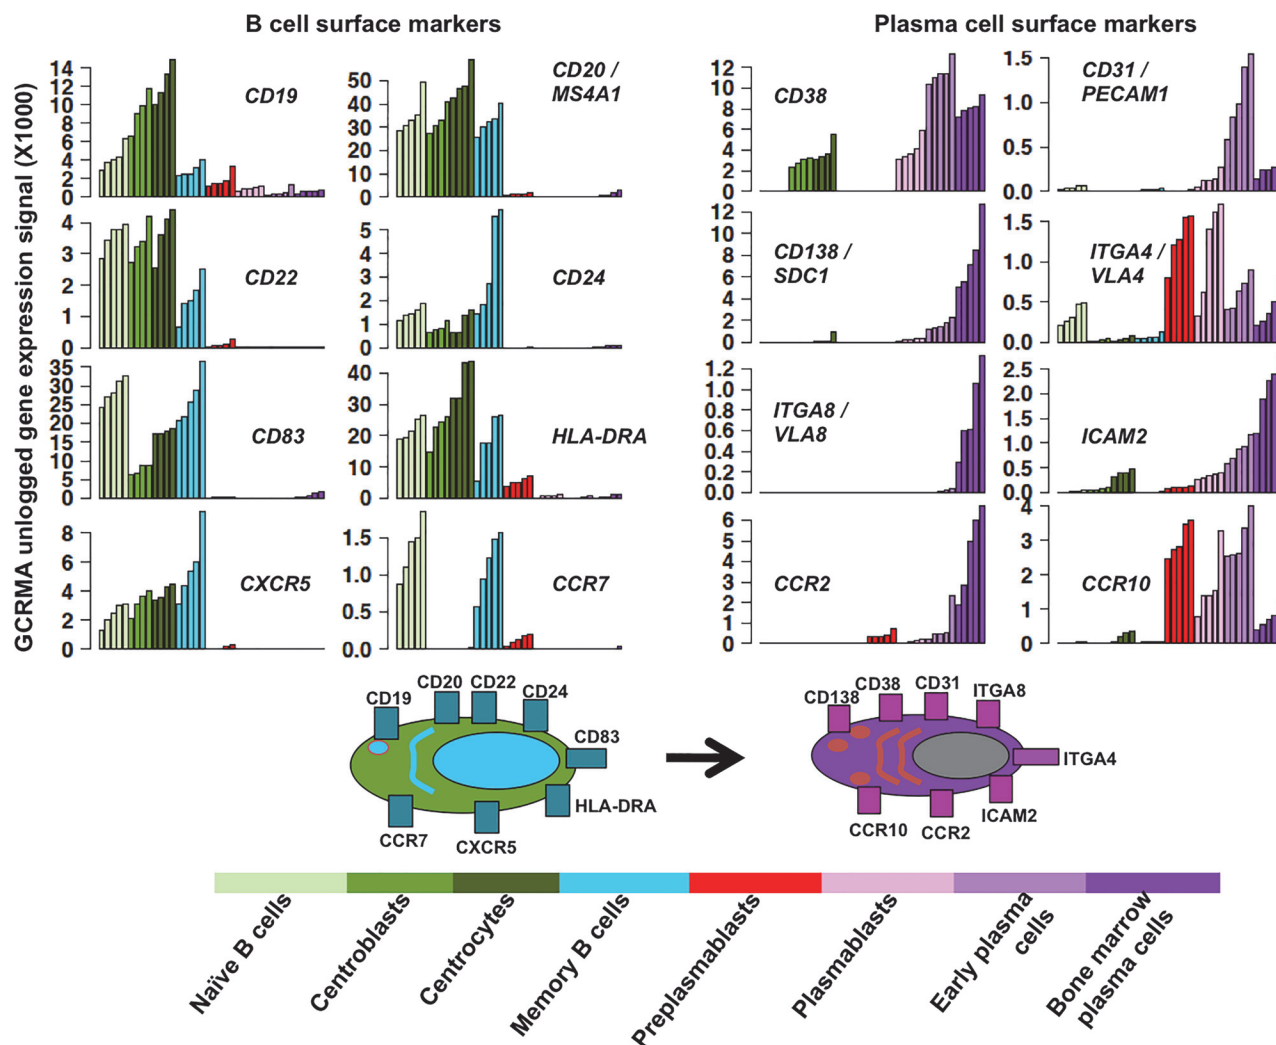 B cell surface markers
Plasma cell surface markers
GCRMA unlogged gene expression signal (X1000)
14
12
10
8
6
4
2
0
CD19
50
40
30
20
10
0
CD20 /
MS4A1
12
10
8
6
4
2
0
CD38
1.5
1.0
0.5
0.0
CD31 /
PECAM1
4
3
2
1
0
CD22
5
4
3
2
1
0
CD24
12
10
8
6
4
2
0
CD138 /
SDC1
1.5
1.0
0.5
0.0
ITGA4 /
VLA4
35
30
25
20
15
10
5
0
CD83
40
30
20
10
0
HLA-DRA
1.2
1.0
0.8
0.6
0.4
0.2
0.0
ITGA8 /
VLA8
2.5
2.0
1.5
1.0
0.5
0.0
ICAM2
8
6
4
2
0
CXCR5
1.5
1.0
0.5
0.0
CCR7
6
5
4
3
2
1
0
CCR2
4
3
2
1
0
CCR10
CD19
CD20
CD22
CD24
CD83
HLA-DRA
CXCR5
CCR7
CD138
CD38
CD31
ITGA8
ITGA4
ICAM2
CCR2
CCR10
Naïve B cells
Centroblasts
Centrocytes
Memory B cells
Preplasmablasts
Plasmablasts
Early plasma
cells
Bone marrow
plasma cells